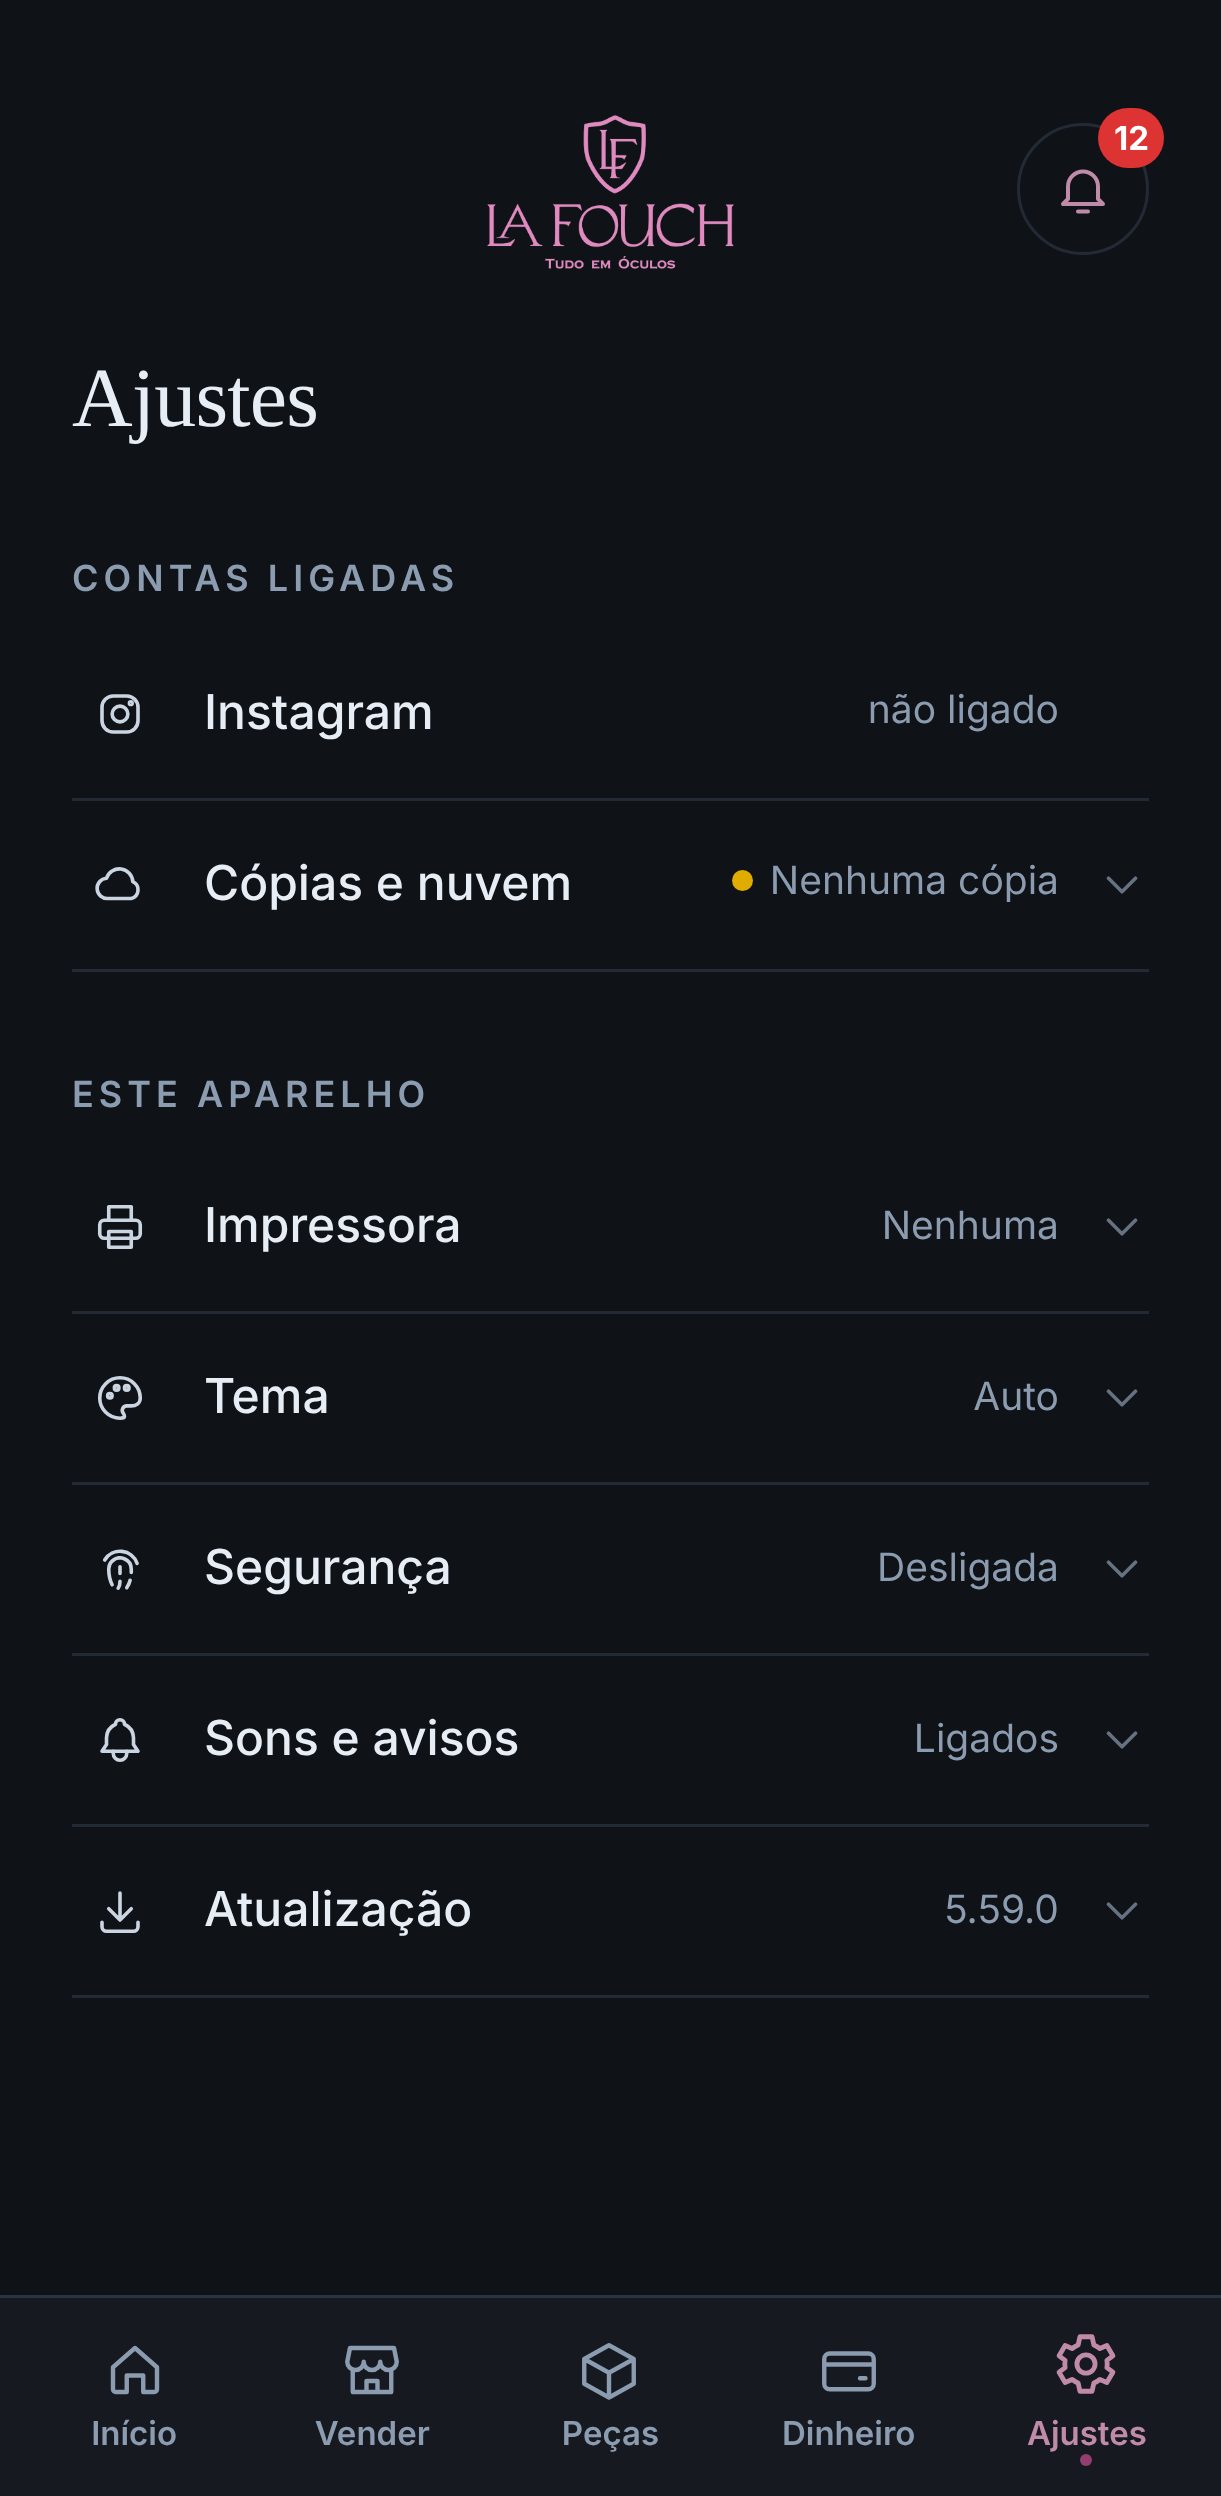 LF
LA FOUCH
TUDO EM ÓCULOS
12
Ajustes
CONTAS LIGADAS
Instagram não ligado
Cópias e nuvem Nenhuma cópia
ESTE APARELHO
Impressora Nenhuma
Tema Auto
Segurança Desligada
Sons e avisos Ligados
Atualização 5.59.0
Início Vender Peças Dinheiro Ajustes